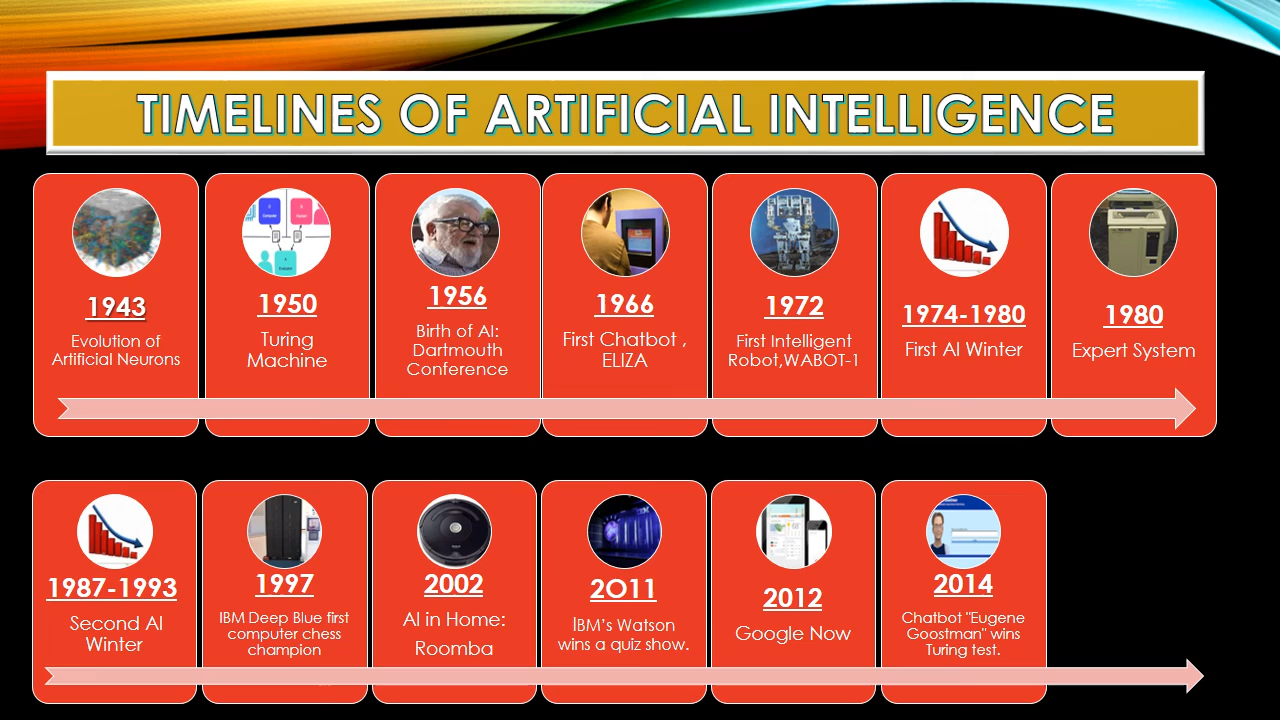 TIMELINES OF ARTIFICIAL INTELLIGENCE
1943
Evolution of
Artificial Neurons
1950
Turing
Machine
1956
Birth of AI:
Dartmouth
Conference
1966
First Chatbot ,
ELIZA
1972
First Intelligent
Robot,WABOT-1
1974-1980
First AI Winter
1980
Expert System
1987-1993
Second AI
Winter
1997
IBM Deep Blue first
computer chess
champion
2002
AI in Home:
Roomba
2O11
IBM's Watson
wins a quiz show.
2012
Google Now
2014
Chatbot "Eugene
Goostman" wins
Turing test.